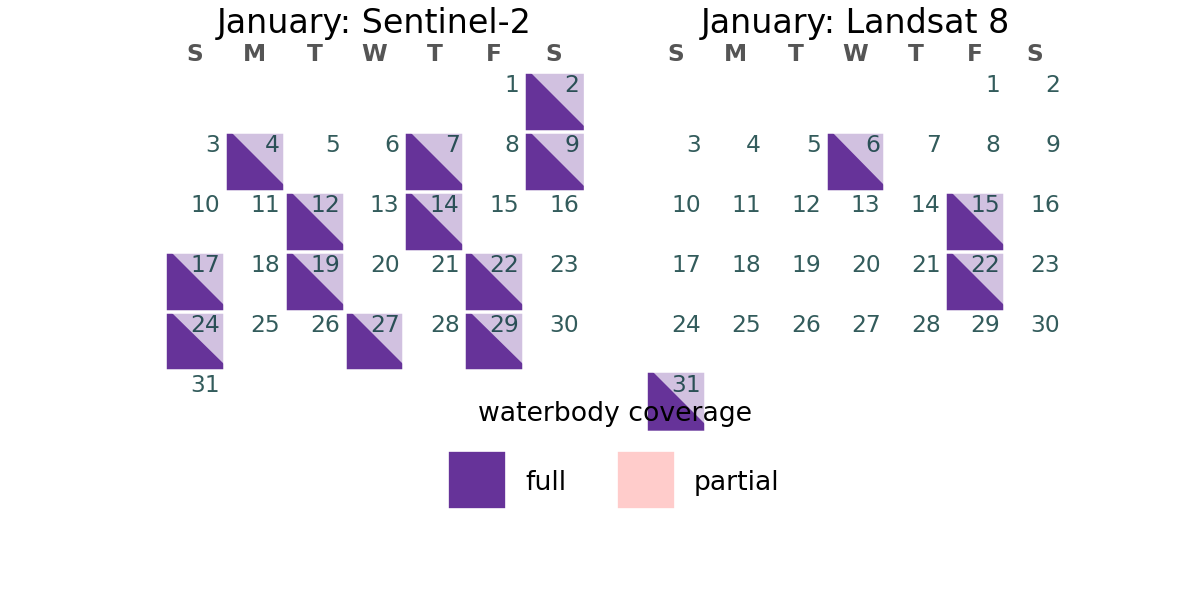 January: Sentinel-2
S M T W T F S
1 2
3 4 5 6 7 8 9
10 11 12 13 14 15 16
17 18 19 20 21 22 23
24 25 26 27 28 29 30
31
January: Landsat 8
S M T W T F S
1 2
3 4 5 6 7 8 9
10 11 12 13 14 15 16
17 18 19 20 21 22 23
24 25 26 27 28 29 30
31
waterbody coverage
full
partial